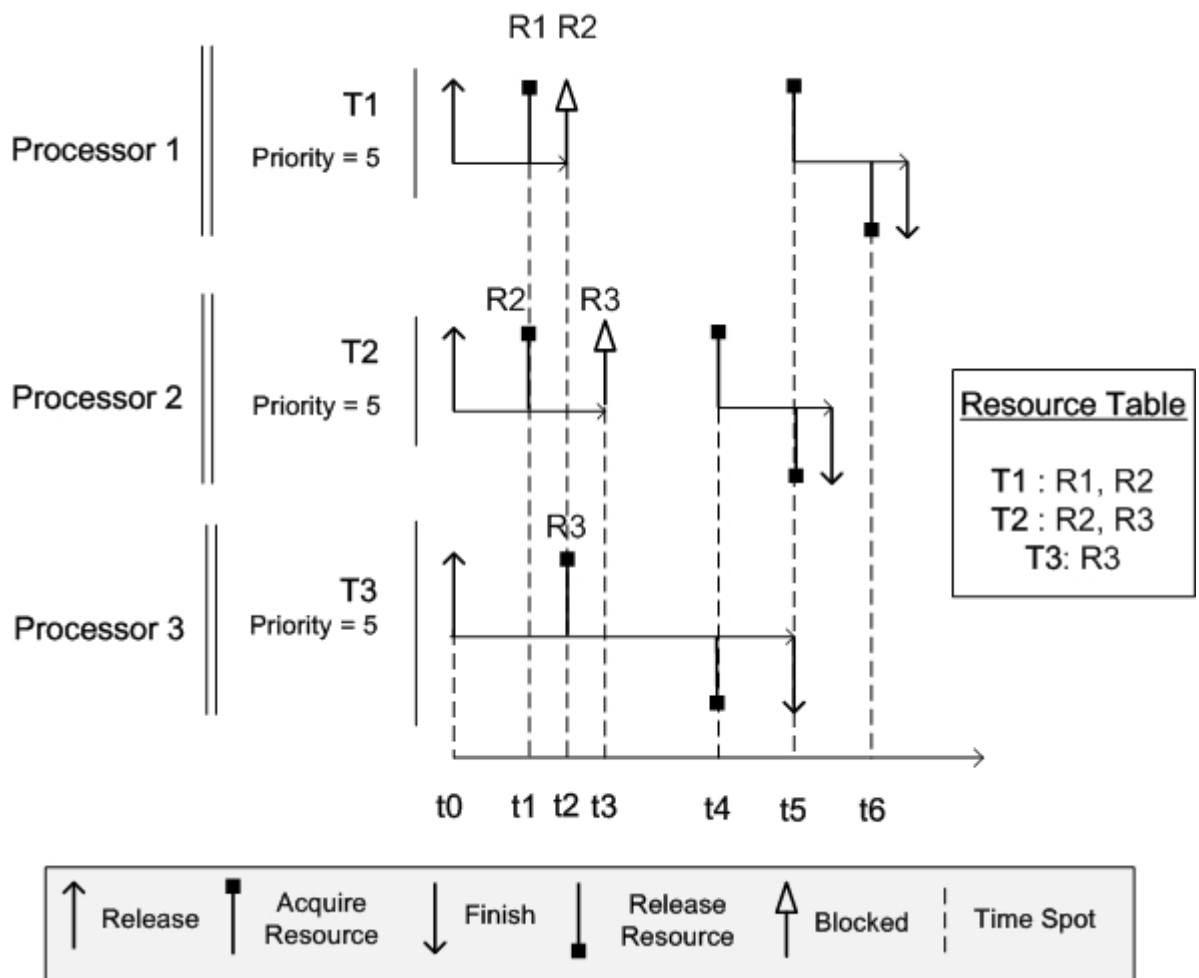 R1 R2
T1
Processor 1
Priority = 5
R2
R3
T2
Processor 2
Priority = 5
Resource Table
T1 : R1, R2
T2 : R2, R3
T3: R3
R3
T3
Processor 3
Priority = 5
t0 t1 t2 t3 t4 t5 t6
Release
Acquire
Resource
Finish
Release
Resource
Blocked
Time Spot